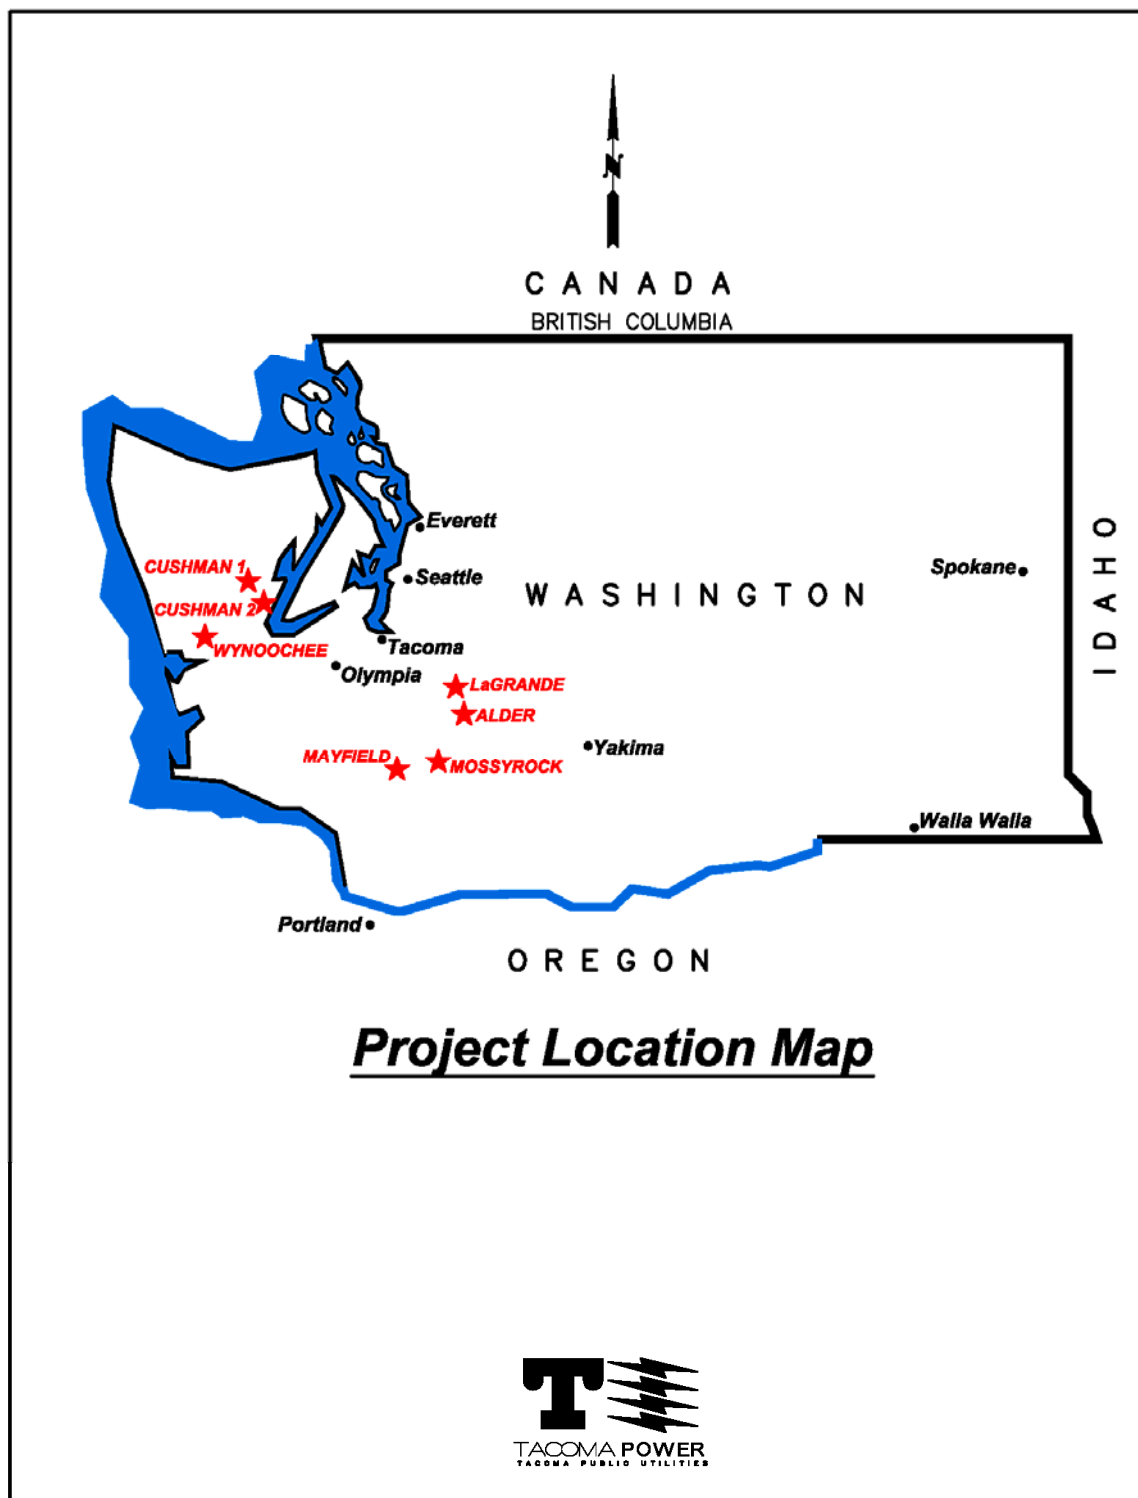 N
CANADA
BRITISH COLUMBIA
Everett
CUSHMAN 1
Seattle
WASHINGTON
Spokane
IDAHO
CUSHMAN 2
WYNOOCHEE
Tacoma
Olympia
LaGRANDE
ALDER
MAYFIELD
MOSSYROCK
Yakima
Walla Walla
Portland
OREGON
Project Location Map
T
TACOMA POWER
TACOMA PUBLIC UTILITIES